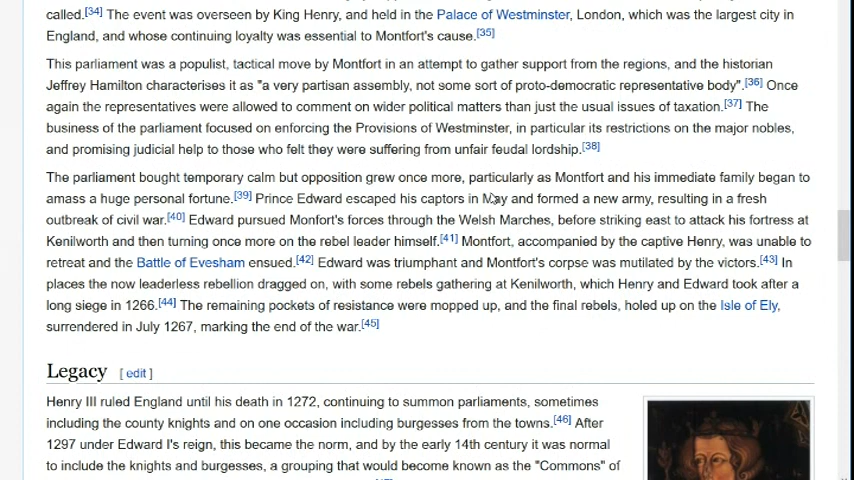 called.[34] The event was overseen by King Henry, and held in the Palace of Westminster, London, which was the largest city in
England, and whose continuing loyalty was essential to Montfort's cause.[35]
This parliament was a populist, tactical move by Montfort in an attempt to gather support from the regions, and the historian
Jeffrey Hamilton characterises it as "a very partisan assembly, not some sort of proto-democratic representative body".[36] Once
again the representatives were allowed to comment on wider political matters than just the usual issues of taxation.[37] The
business of the parliament focused on enforcing the Provisions of Westminster, in particular its restrictions on the major nobles,
and promising judicial help to those who felt they were suffering from unfair feudal lordship.[38]
The parliament bought temporary calm but opposition grew once more, particularly as Montfort and his immediate family began to
amass a huge personal fortune.[39] Prince Edward escaped his captors in May and formed a new army, resulting in a fresh
outbreak of civil war.[40] Edward pursued Monfort's forces through the Welsh Marches, before striking east to attack his fortress at
Kenilworth and then turning once more on the rebel leader himself.[41] Montfort, accompanied by the captive Henry, was unable to
retreat and the Battle of Evesham ensued.[42] Edward was triumphant and Montfort's corpse was mutilated by the victors.[43] In
places the now leaderless rebellion dragged on, with some rebels gathering at Kenilworth, which Henry and Edward took after a
long siege in 1266.[44] The remaining pockets of resistance were mopped up, and the final rebels, holed up on the Isle of Ely,
surrendered in July 1267, marking the end of the war.[45]
Legacy [ edit ]
Henry III ruled England until his death in 1272, continuing to summon parliaments, sometimes
including the county knights and on one occasion including burgesses from the towns.[46] After
1297 under Edward I's reign, this became the norm, and by the early 14th century it was normal
to include the knights and burgesses, a grouping that would become known as the "Commons" of